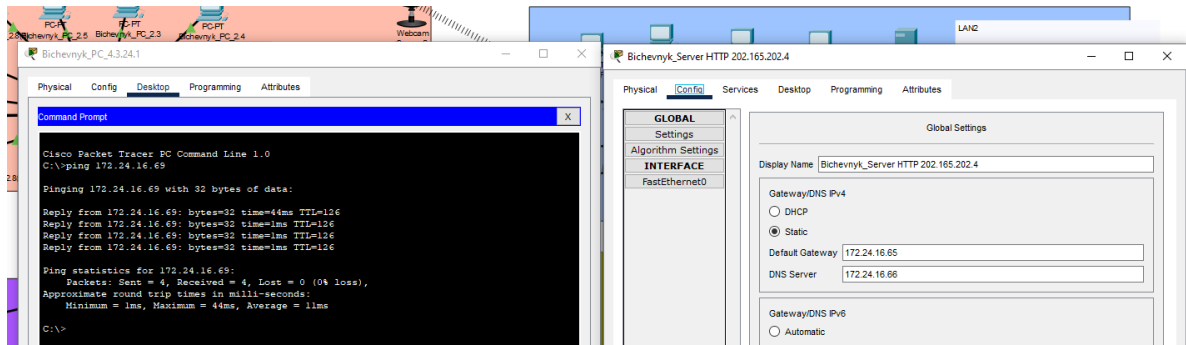 PC-PT
PC-PT
PC-PT
Bichevnyk_PC_2.3
Bichevnyk_PC_2.4
Webcam
LAN2
Bichevnyk_PC_4.3.24.1
Physical Config Desktop Programming Attributes
Command Prompt X
Cisco Packet Tracer PC Command Line 1.0
C:\>ping 172.24.16.69
Pinging 172.24.16.69 with 32 bytes of data:
Reply from 172.24.16.69: bytes=32 time=44ms TTL=126
Reply from 172.24.16.69: bytes=32 time=1ms TTL=126
Reply from 172.24.16.69: bytes=32 time=1ms TTL=126
Reply from 172.24.16.69: bytes=32 time=1ms TTL=126
Ping statistics for 172.24.16.69:
Packets: Sent = 4, Received = 4, Lost = 0 (0% loss),
Approximate round trip times in milli-seconds:
Minimum = 1ms, Maximum = 44ms, Average = 11ms
C:\>
Bichevnyk_Server HTTP 202.165.202.4
Physical Config Services Desktop Programming Attributes
GLOBAL
Settings
Algorithm Settings
INTERFACE
FastEthernet0
Global Settings
Display Name Bichevnyk_Server HTTP 202.165.202.4
Gateway/DNS IPv4
DHCP
Static
Default Gateway 172.24.16.65
DNS Server 172.24.16.66
Gateway/DNS IPv6
Automatic